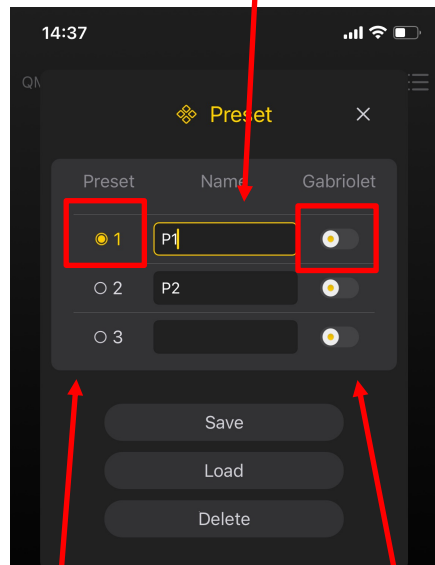 14:37
QM
Preset
Preset Name Gabriolet
1 P1
2 P2
3
Save
Load
Delete